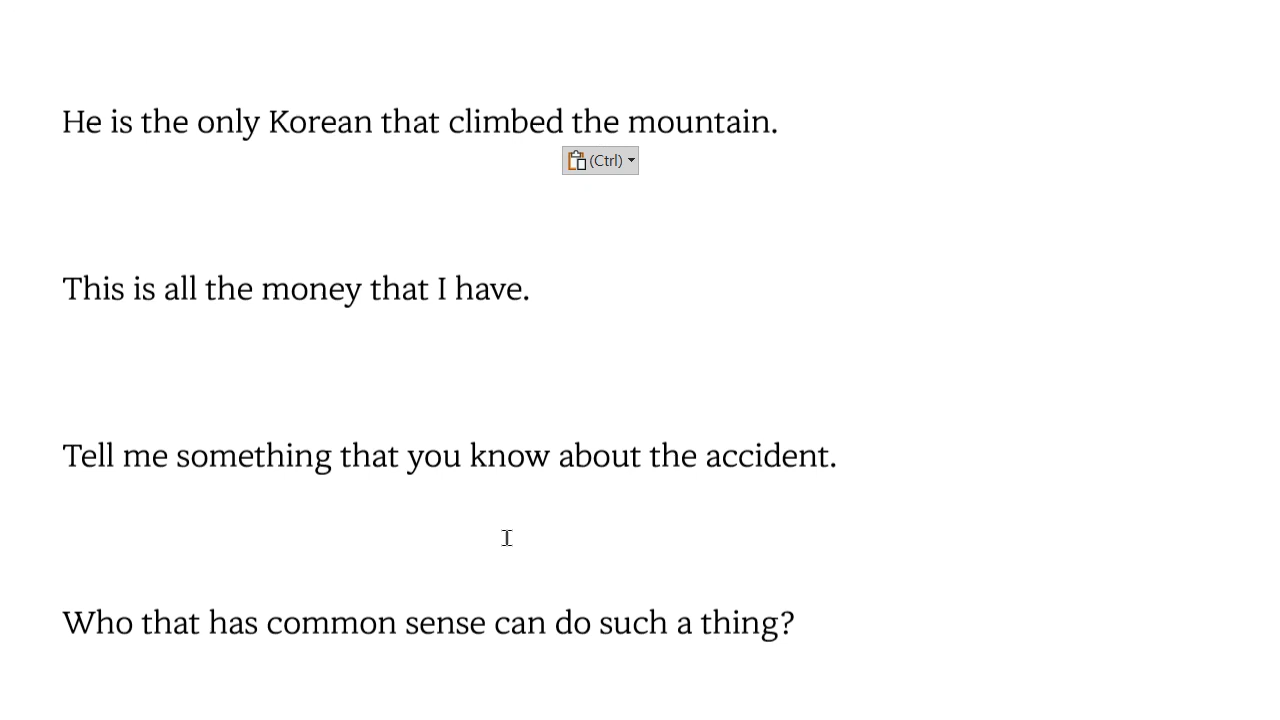 He is the only Korean that climbed the mountain.
(Ctrl)
This is all the money that I have.
Tell me something that you know about the accident.
Who that has common sense can do such a thing?